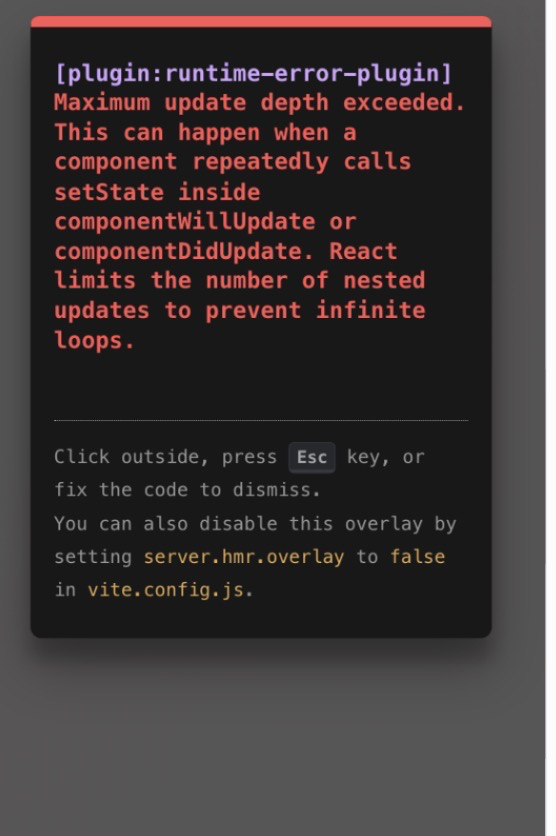 [plugin:runtime-error-plugin]
Maximum update depth exceeded.
This can happen when a
component repeatedly calls
setState inside
componentWillUpdate or
componentDidUpdate. React
limits the number of nested
updates to prevent infinite
loops.
Click outside, press Esc key, or
fix the code to dismiss.
You can also disable this overlay by
setting server.hmr.overlay to false
in vite.config.js.